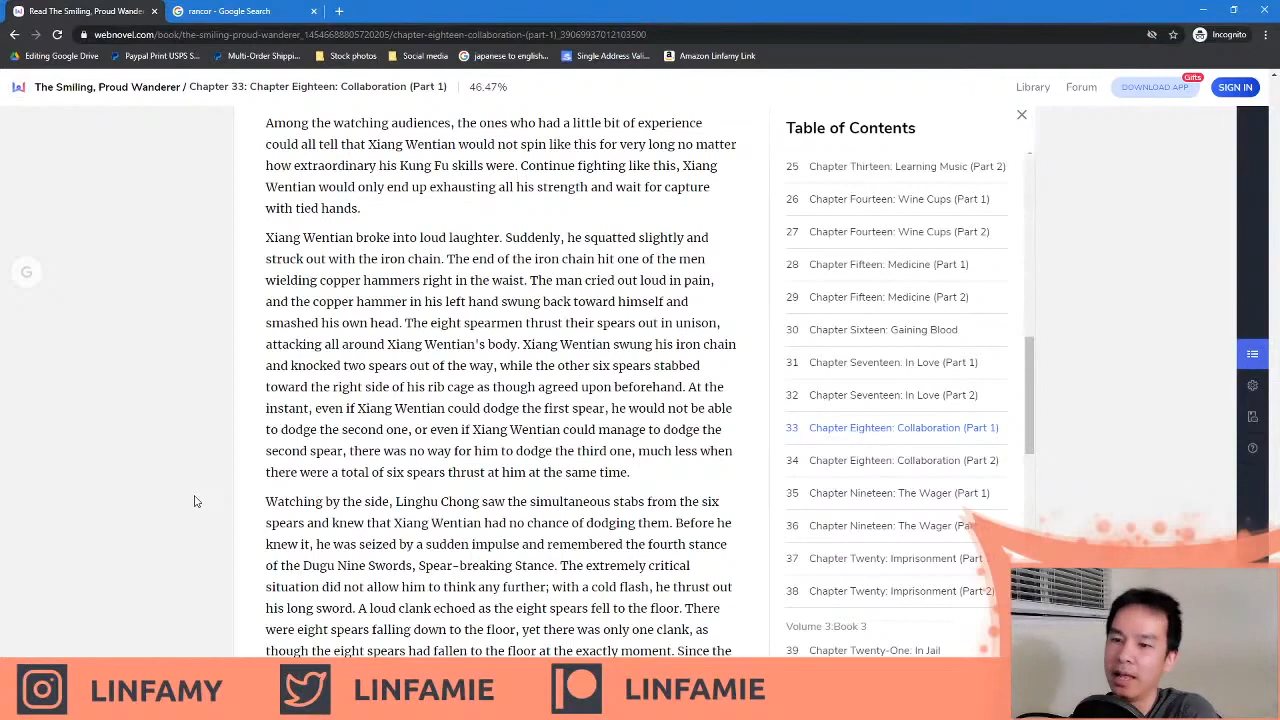 Read The Smiling, Proud Wande
rancor - Google Search
Incognito
webnovel.com/book/the-smiling-proud-wanderer_14546688805720205/chapter-eighteen-collaboration-(part-1)_39069937012103500
Editing Google Drive
Paypal Print USPS S...
Multi-Order Shippi...
Stock photos
Social media
japanese to english...
Single Address Vali...
Amazon Linfamy Link
The Smiling, Proud Wanderer / Chapter 33: Chapter Eighteen: Collaboration (Part 1)
46.47%
Library
Forum
DOWNLOAD APP
Gifts
SIGN IN
Among the watching audiences, the ones who had a little bit of experience
could all tell that Xiang Wentian would not spin like this for very long no matter
how extraordinary his Kung Fu skills were. Continue fighting like this, Xiang
Wentian would only end up exhausting all his strength and wait for capture
with tied hands.
Xiang Wentian broke into loud laughter. Suddenly, he squatted slightly and
struck out with the iron chain. The end of the iron chain hit one of the men
wielding copper hammers right in the waist. The man cried out loud in pain,
and the copper hammer in his left hand swung back toward himself and
smashed his own head. The eight spearmen thrust their spears out in unison,
attacking all around Xiang Wentian's body. Xiang Wentian swung his iron chain
and knocked two spears out of the way, while the other six spears stabbed
toward the right side of his rib cage as though agreed upon beforehand. At the
instant, even if Xiang Wentian could dodge the first spear, he would not be able
to dodge the second one, or even if Xiang Wentian could manage to dodge the
second spear, there was no way for him to dodge the third one, much less when
there were a total of six spears thrust at him at the same time.
Watching by the side, Linghu Chong saw the simultaneous stabs from the six
spears and knew that Xiang Wentian had no chance of dodging them. Before he
knew it, he was seized by a sudden impulse and remembered the fourth stance
of the Dugu Nine Swords, Spear-breaking Stance. The extremely critical
situation did not allow him to think any further; with a cold flash, he thrust out
his long sword. A loud clank echoed as the eight spears fell to the floor. There
were eight spears falling down to the floor, yet there was only one clank, as
though the eight spears had fallen to the floor at the exactly moment. Since the
Table of Contents
25 Chapter Thirteen: Learning Music (Part 2)
26 Chapter Fourteen: Wine Cups (Part 1)
27 Chapter Fourteen: Wine Cups (Part 2)
28 Chapter Fifteen: Medicine (Part 1)
29 Chapter Fifteen: Medicine (Part 2)
30 Chapter Sixteen: Gaining Blood
31 Chapter Seventeen: In Love (Part 1)
32 Chapter Seventeen: In Love (Part 2)
33 Chapter Eighteen: Collaboration (Part 1)
34 Chapter Eighteen: Collaboration (Part 2)
35 Chapter Nineteen: The Wager (Part 1)
36 Chapter Nineteen: The Wager (Pa
37 Chapter Twenty: Imprisonment (Part
38 Chapter Twenty: Imprisonment (Part 2)
Volume 3:Book 3
39 Chapter Twenty-One: In Jail
G
LINFAMY
LINFAMIE
LINFAMIE